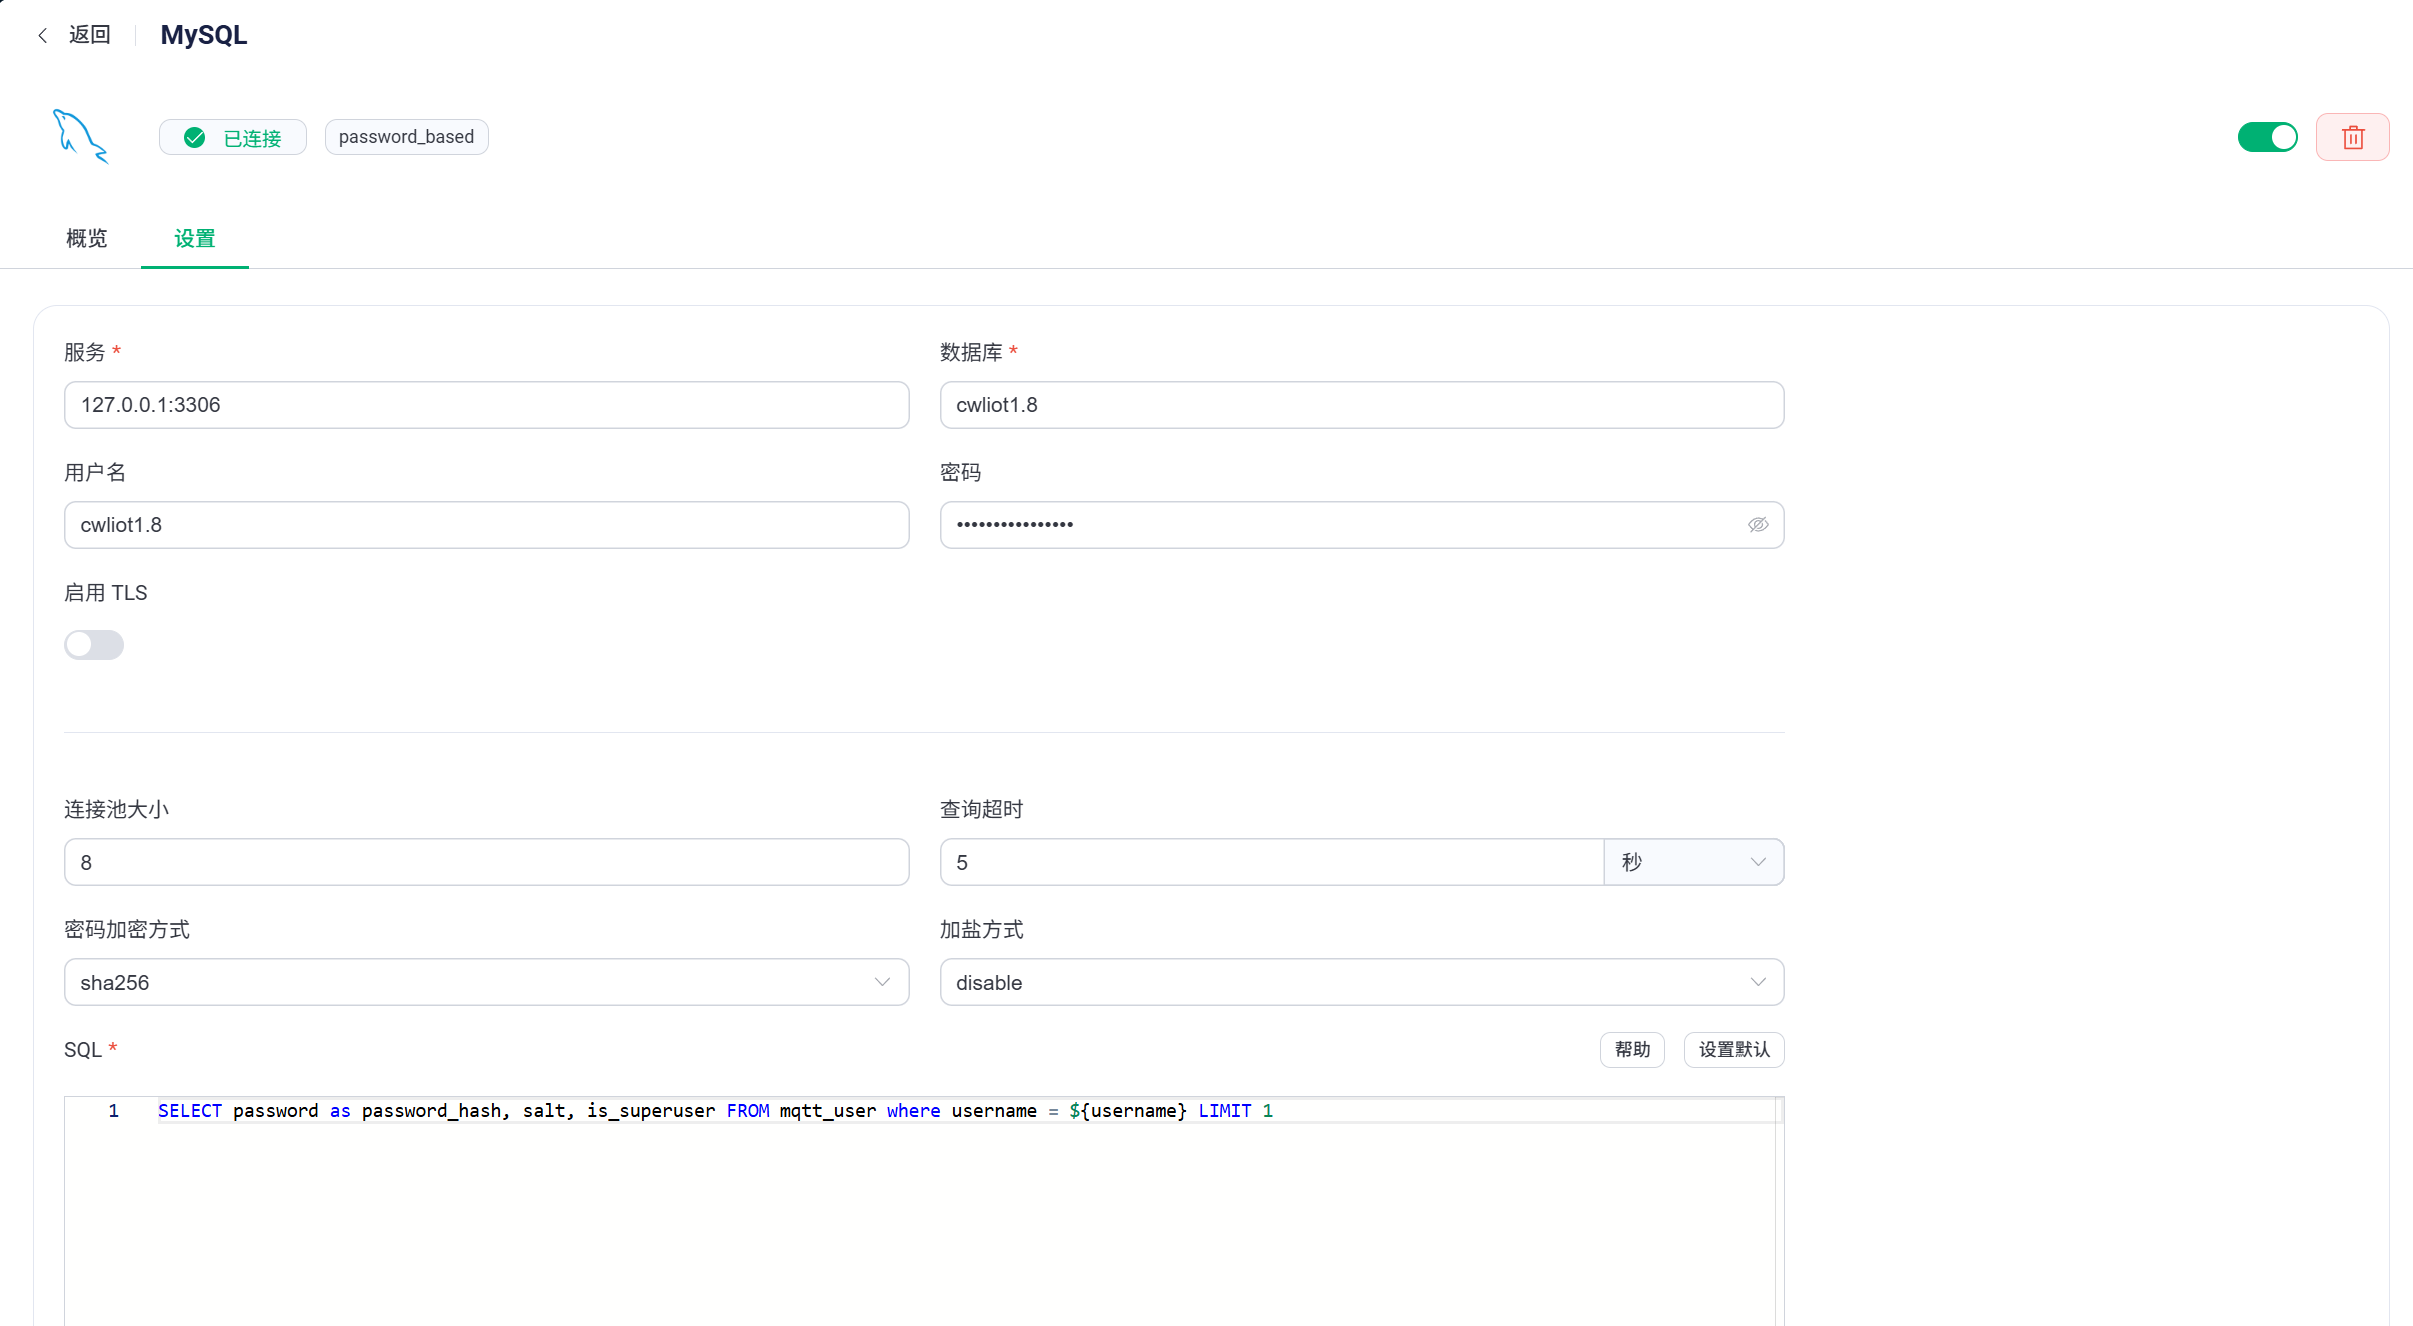 返回 MySQL
已连接 password_based
概览 设置
服务 * 数据库 *
127.0.0.1:3306 cwliot1.8
用户名 密码
cwliot1.8 ••••••••••••••••
启用 TLS
连接池大小 查询超时
8 5 秒
密码加密方式 加盐方式
sha256 disable
SQL * 帮助 设置默认
1 SELECT password as password_hash, salt, is_superuser FROM mqtt_user where username = ${username} LIMIT 1